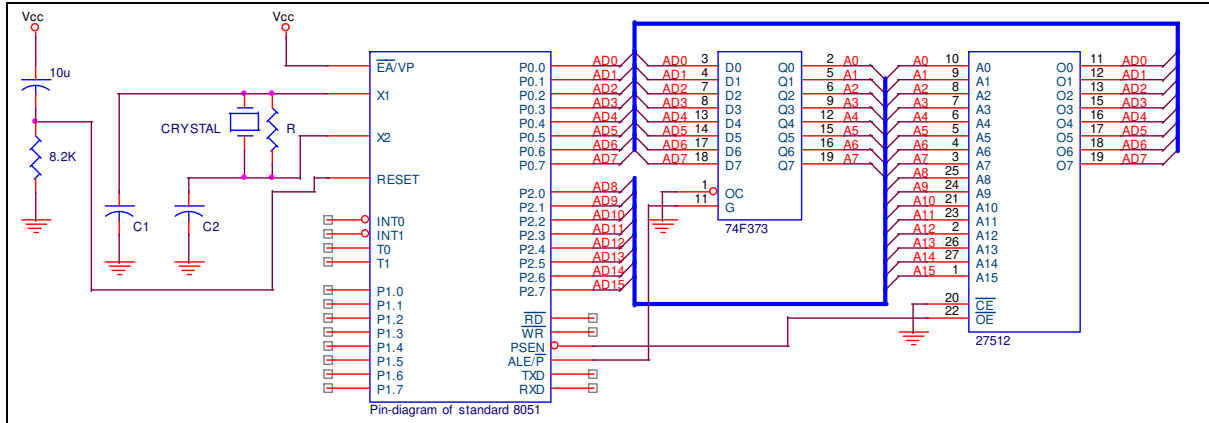 Vcc
10u
8.2K
Vcc
CRYSTAL
R
C1
C2
EA/VP
X1
X2
RESET
INT0
INT1
T0
T1
P1.0
P1.1
P1.2
P1.3
P1.4
P1.5
P1.6
P1.7
P0.0 AD0
P0.1 AD1
P0.2 AD2
P0.3 AD3
P0.4 AD4
P0.5 AD5
P0.6 AD6
P0.7 AD7
P2.0 AD8
P2.1 AD9
P2.2 AD10
P2.3 AD11
P2.4 AD12
P2.5 AD13
P2.6 AD14
P2.7 AD15
RD
WR
PSEN
ALE/P
TXD
RXD
Pin-diagram of standard 8051
AD0 3 D0 Q0 2 A0
AD1 4 D1 Q1 5 A1
AD2 7 D2 Q2 6 A2
AD3 8 D3 Q3 9 A3
AD4 13 D4 Q4 12 A4
AD5 14 D5 Q5 15 A5
AD6 17 D6 Q6 16 A6
AD7 18 D7 Q7 19 A7
1 OC
11 G
74F373
A0 10 A0 O0 11 AD0
A1 9 A1 O1 12 AD1
A2 8 A2 O2 13 AD2
A3 7 A3 O3 15 AD3
A4 6 A4 O4 16 AD4
A5 5 A5 O5 17 AD5
A6 4 A6 O6 18 AD6
A7 3 A7 O7 19 AD7
A8 25 A8
A9 24 A9
A10 21 A10
A11 23 A11
A12 2 A12
A13 26 A13
A14 27 A14
A15 1 A15
20 CE
22 OE
27512